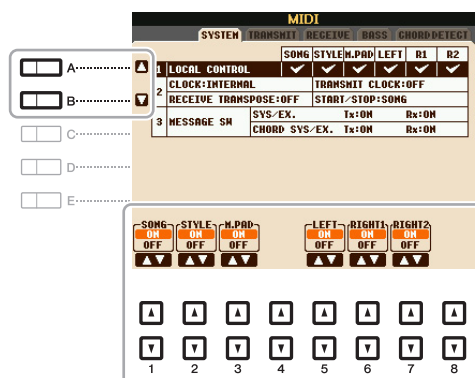 MIDI
SYSTEM TRANSMIT RECEIVE BASS CHORD DETECT
SONG STYLE M.PAD LEFT R1 R2
A
1 LOCAL CONTROL
B
2 CLOCK:INTERNAL TRANSMIT CLOCK:OFF
RECEIVE TRANSPOSE:OFF START/STOP:SONG
3 MESSAGE SW SYS/EX. Tx:ON Rx:ON
CHORD SYS/EX. Tx:ON Rx:ON
C
D
E
SONG STYLE M.PAD LEFT RIGHT1 RIGHT2
ON ON ON ON ON ON
OFF OFF OFF OFF OFF OFF
1 2 3 4 5 6 7 8